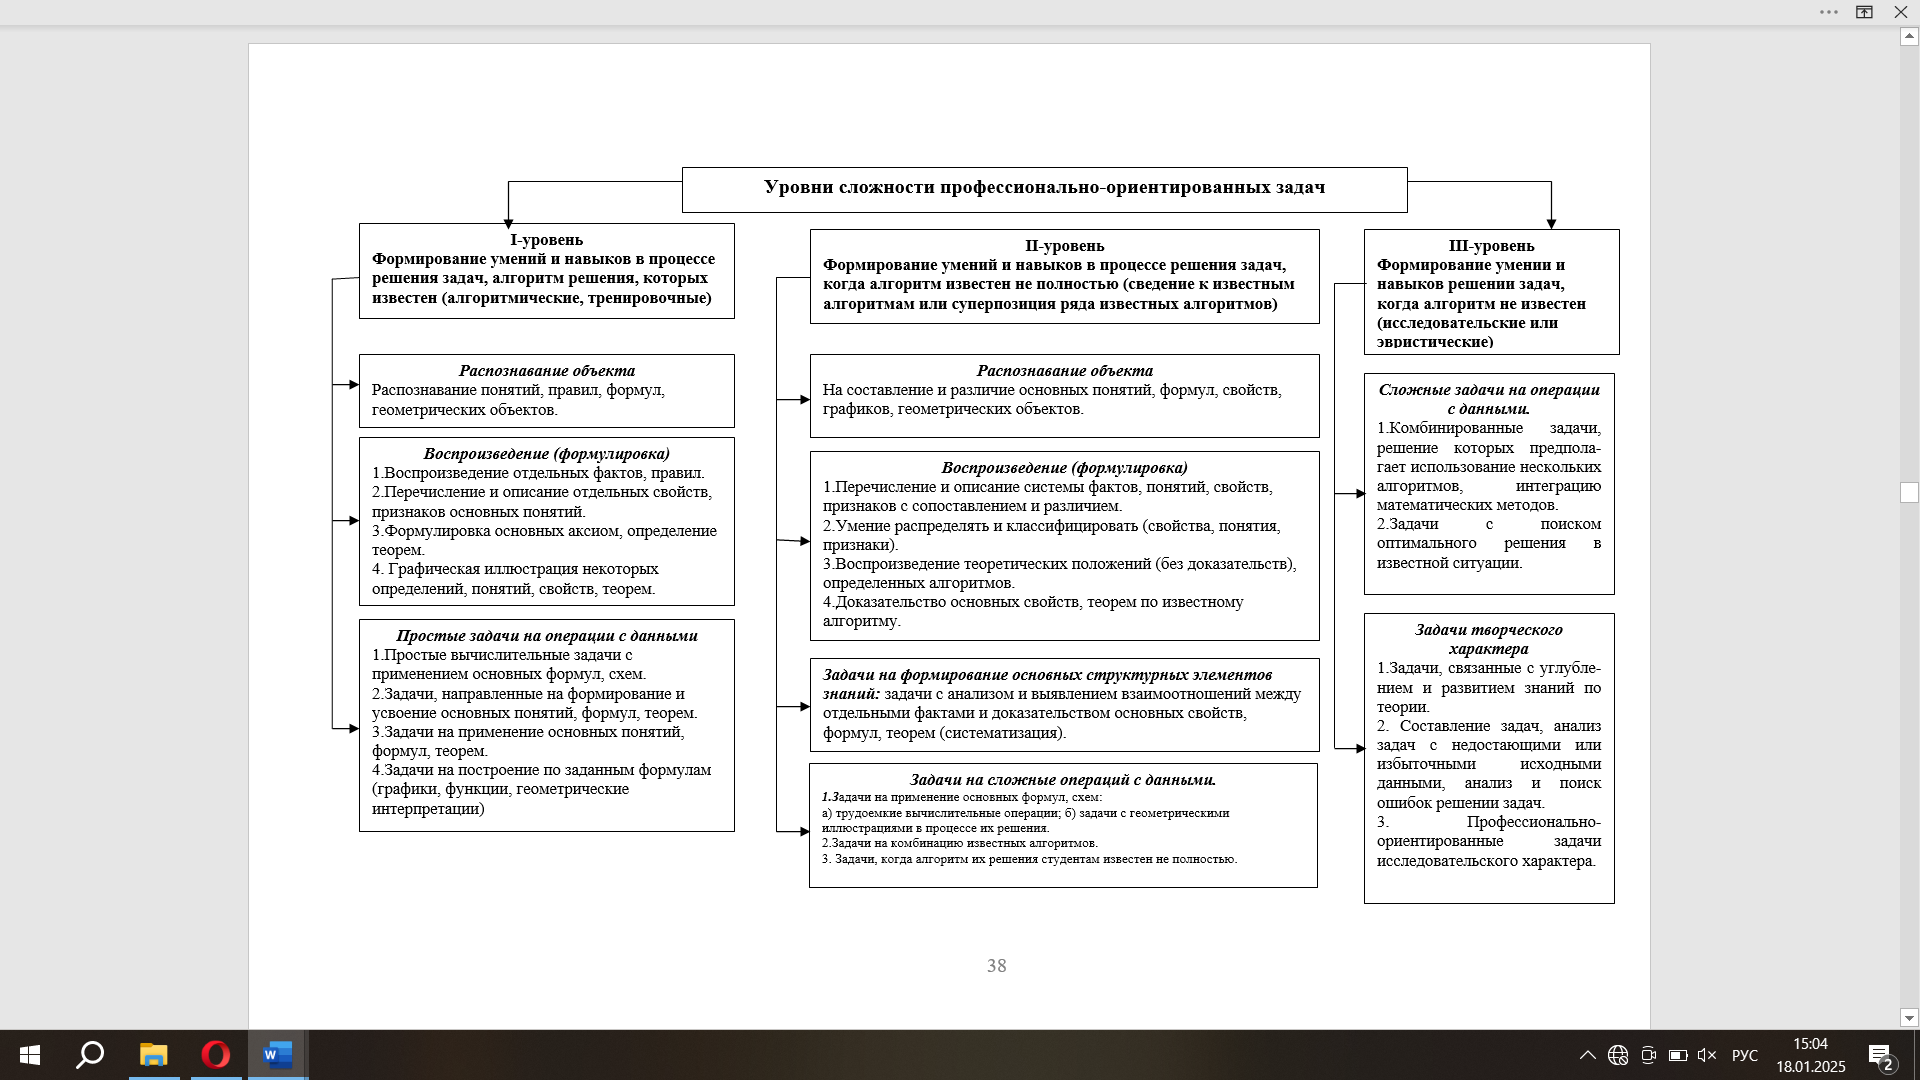 Уровни сложности профессионально-ориентированных задач
I-уровень
Формирование умений и навыков в процессе
решения задач, алгоритм решения, которых
известен (алгоритмические, тренировочные)
Распознавание объекта
Распознавание понятий, правил, формул,
геометрических объектов.
Воспроизведение (формулировка)
1.Воспроизведение отдельных фактов, правил.
2.Перечисление и описание отдельных свойств,
признаков основных понятий.
3.Формулировка основных аксиом, определение
теорем.
4. Графическая иллюстрация некоторых
определений, понятий, свойств, теорем.
Простые задачи на операции с данными
1.Простые вычислительные задачи с
применением основных формул, схем.
2.Задачи, направленные на формирование и
усвоение основных понятий, формул, теорем.
3.Задачи на применение основных понятий,
формул, теорем.
4.Задачи на построение по заданным формулам
(графики, функции, геометрические
интерпретации)
II-уровень
Формирование умений и навыков в процессе решения задач,
когда алгоритм известен не полностью (сведение к известным
алгоритмам или суперпозиция ряда известных алгоритмов)
Распознавание объекта
На составление и различие основных понятий, формул, свойств,
графиков, геометрических объектов.
Воспроизведение (формулировка)
1.Перечисление и описание системы фактов, понятий, свойств,
признаков с сопоставлением и различием.
2.Умение распределять и классифицировать (свойства, понятия,
признаки).
3.Воспроизведение теоретических положений (без доказательств),
определенных алгоритмов.
4.Доказательство основных свойств, теорем по известному
алгоритму.
Задачи на формирование основных структурных элементов
знаний: задачи с анализом и выявлением взаимоотношений между
отдельными фактами и доказательством основных свойств,
формул, теорем (систематизация).
Задачи на сложные операций с данными.
1.Задачи на применение основных формул, схем:
а) трудоемкие вычислительные операции; б) задачи с геометрическими
иллюстрациями в процессе их решения.
2.Задачи на комбинацию известных алгоритмов.
3. Задачи, когда алгоритм их решения студентам известен не полностью.
III-уровень
Формирование умении и
навыков решении задач,
когда алгоритм не известен
(исследовательские или
эвристические)
Сложные задачи на операции
с данными.
1.Комбинированные задачи,
решение которых предпола-
гает использование нескольких
алгоритмов, интеграцию
математических методов.
2.Задачи с поиском
оптимального решения в
известной ситуации.
Задачи творческого
характера
1.Задачи, связанные с углубле-
нием и развитием знаний по
теории.
2. Составление задач, анализ
задач с недостающими или
избыточными исходными
данными, анализ и поиск
ошибок решении задач.
3. Профессионально-
ориентированные задачи
исследовательского характера.
38
РУС
15:04
18.01.2025
2